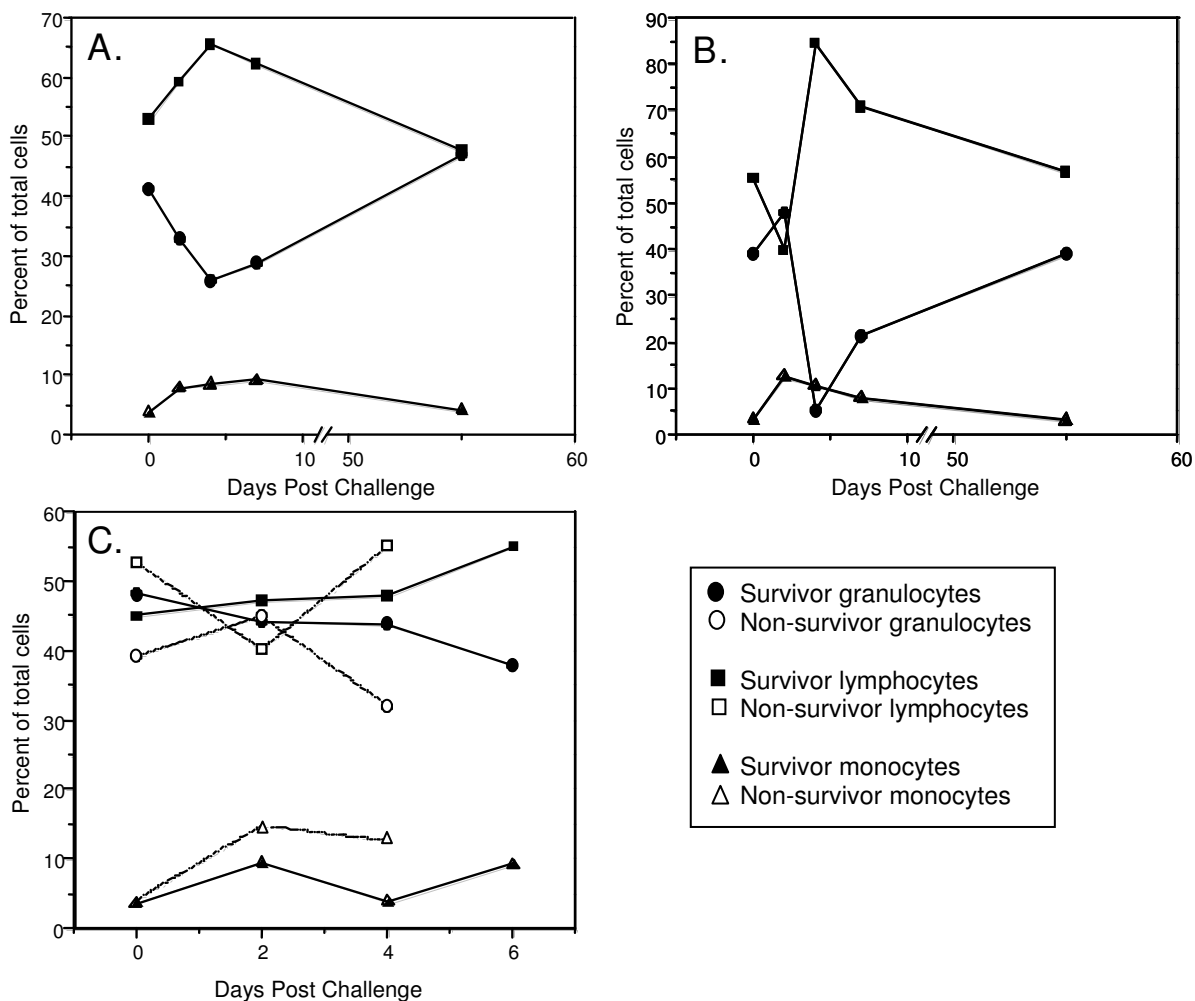 A.
70
60
50
40
30
20
10
0
Percent of total cells
0 10 50 60
Days Post Challenge
B.
90
80
70
60
50
40
30
20
10
0
Percent of total cells
0 10 50 60
Days Post Challenge
C.
60
50
40
30
20
10
0
Percent of total cells
0 2 4 6
Days Post Challenge
Survivor granulocytes
Non-survivor granulocytes
Survivor lymphocytes
Non-survivor lymphocytes
Survivor monocytes
Non-survivor monocytes